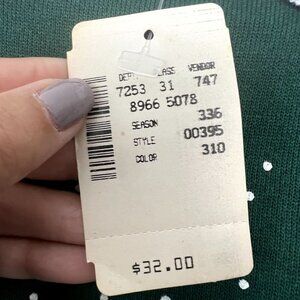 DEPT CLASS VENDOR
7253 31 747
8966 5078
SEASON 336
STYLE 00395
COLOR 310
$32.00